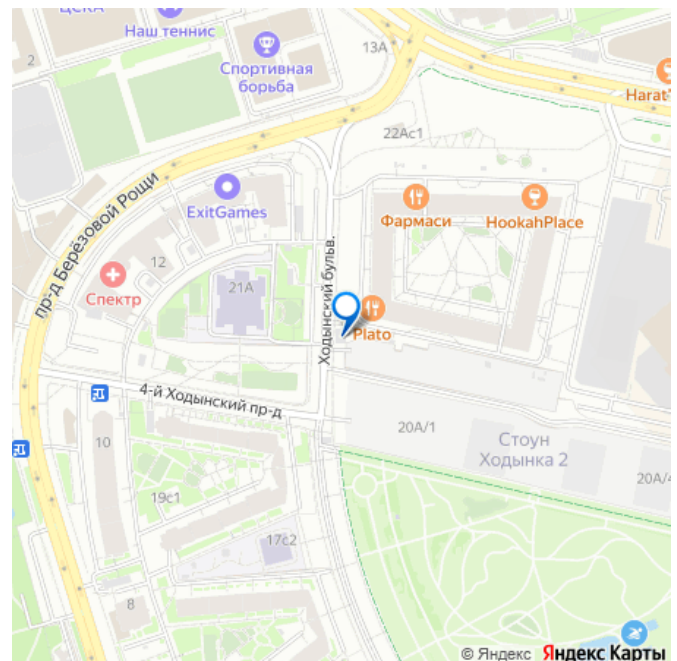 ЦСКА
Наш теннис
2
Спортивная
борьба
13А
Harat'
22Ас1
пр-д Берёзовой Рощи
ExitGames
Фармаси
HookahPlace
12
Спектр
21А
Ходынский бульв.
Plato
4-й Ходынский пр-д
20А/1
Стоун
Ходынка 2
20А/4
10
19с1
17с2
8
© Яндекс Яндекс Карты